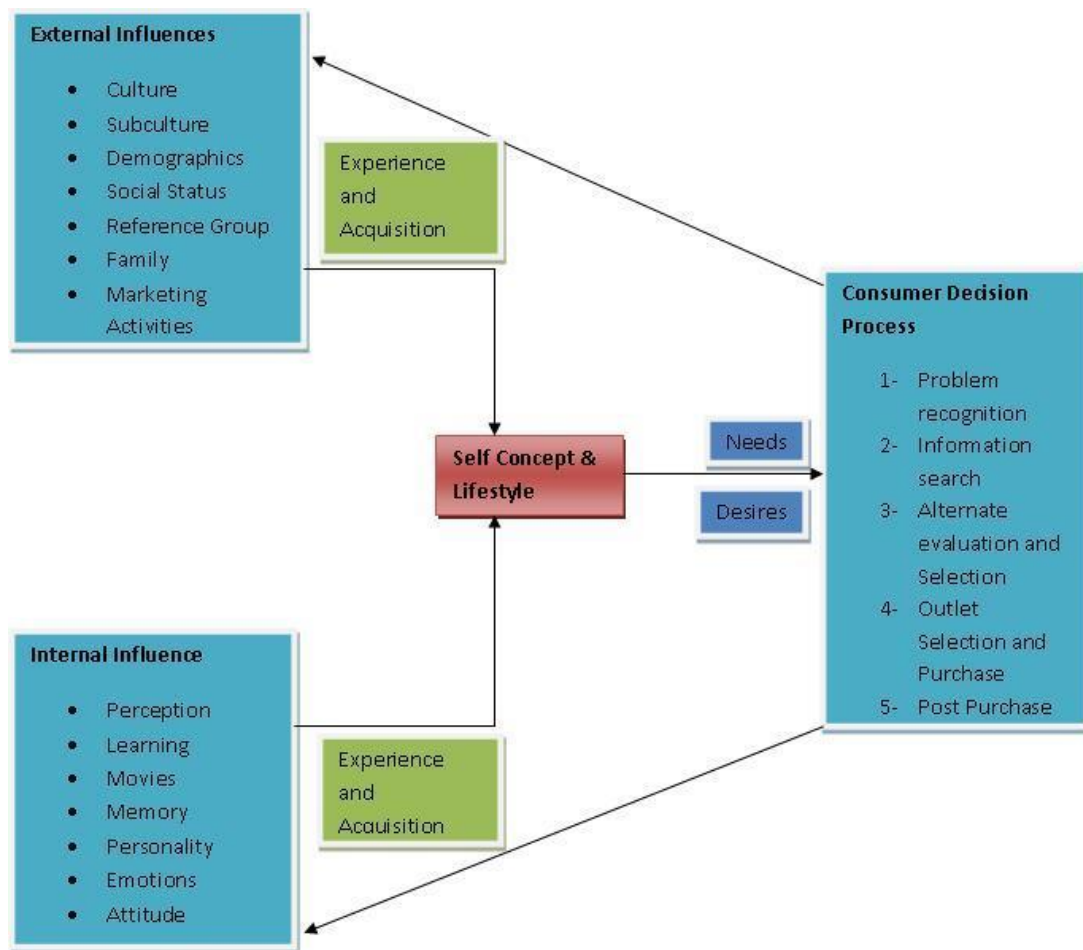 External Influences
• Culture
• Subculture
• Demographics
• Social Status
• Reference Group
• Family
• Marketing
Activities
Experience
and
Acquisition
Self Concept &
Lifestyle
Needs
Desires
Consumer Decision
Process
1- Problem
recognition
2- Information
search
3- Alternate
evaluation and
Selection
4- Outlet
Selection and
Purchase
5- Post Purchase
Internal Influence
• Perception
• Learning
• Movies
• Memory
• Personality
• Emotions
• Attitude
Experience
and
Acquisition